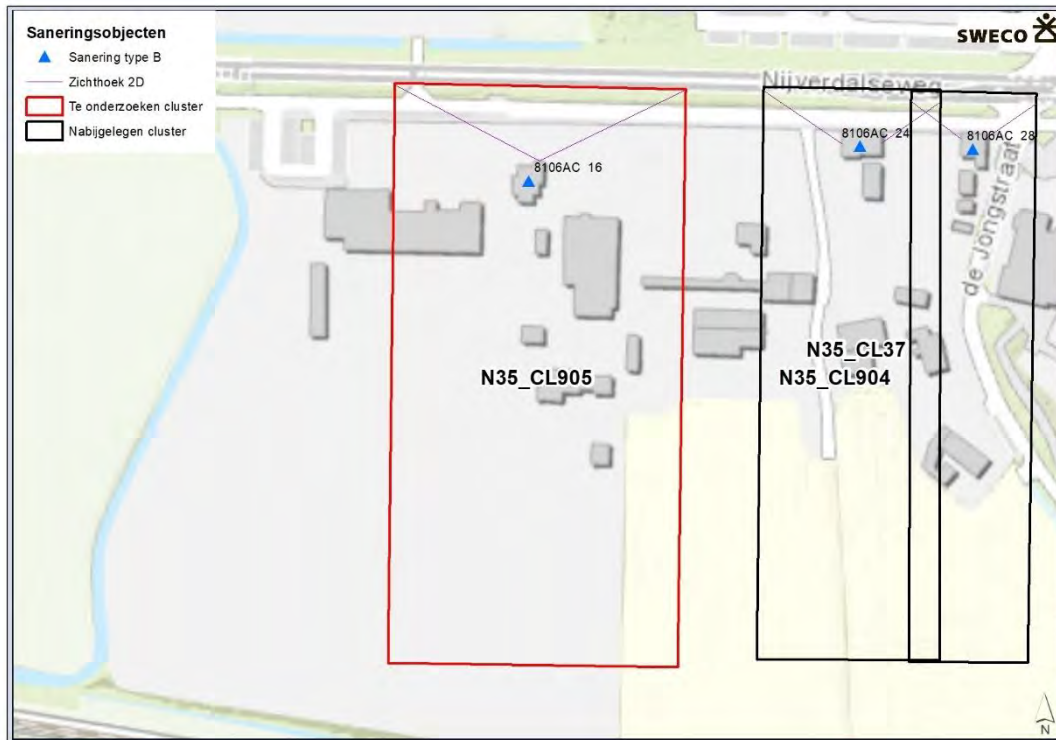 Saneringsobjecten
Sanering type B
Zichthoek 2D
Te onderzoeken cluster
Nabijgelegen cluster
SWECO
Nijverdalseweg
8106AC 16
8106AC 24
8106AC 28
de Jongstraat
N35_CL905
N35_CL37
N35_CL904
N